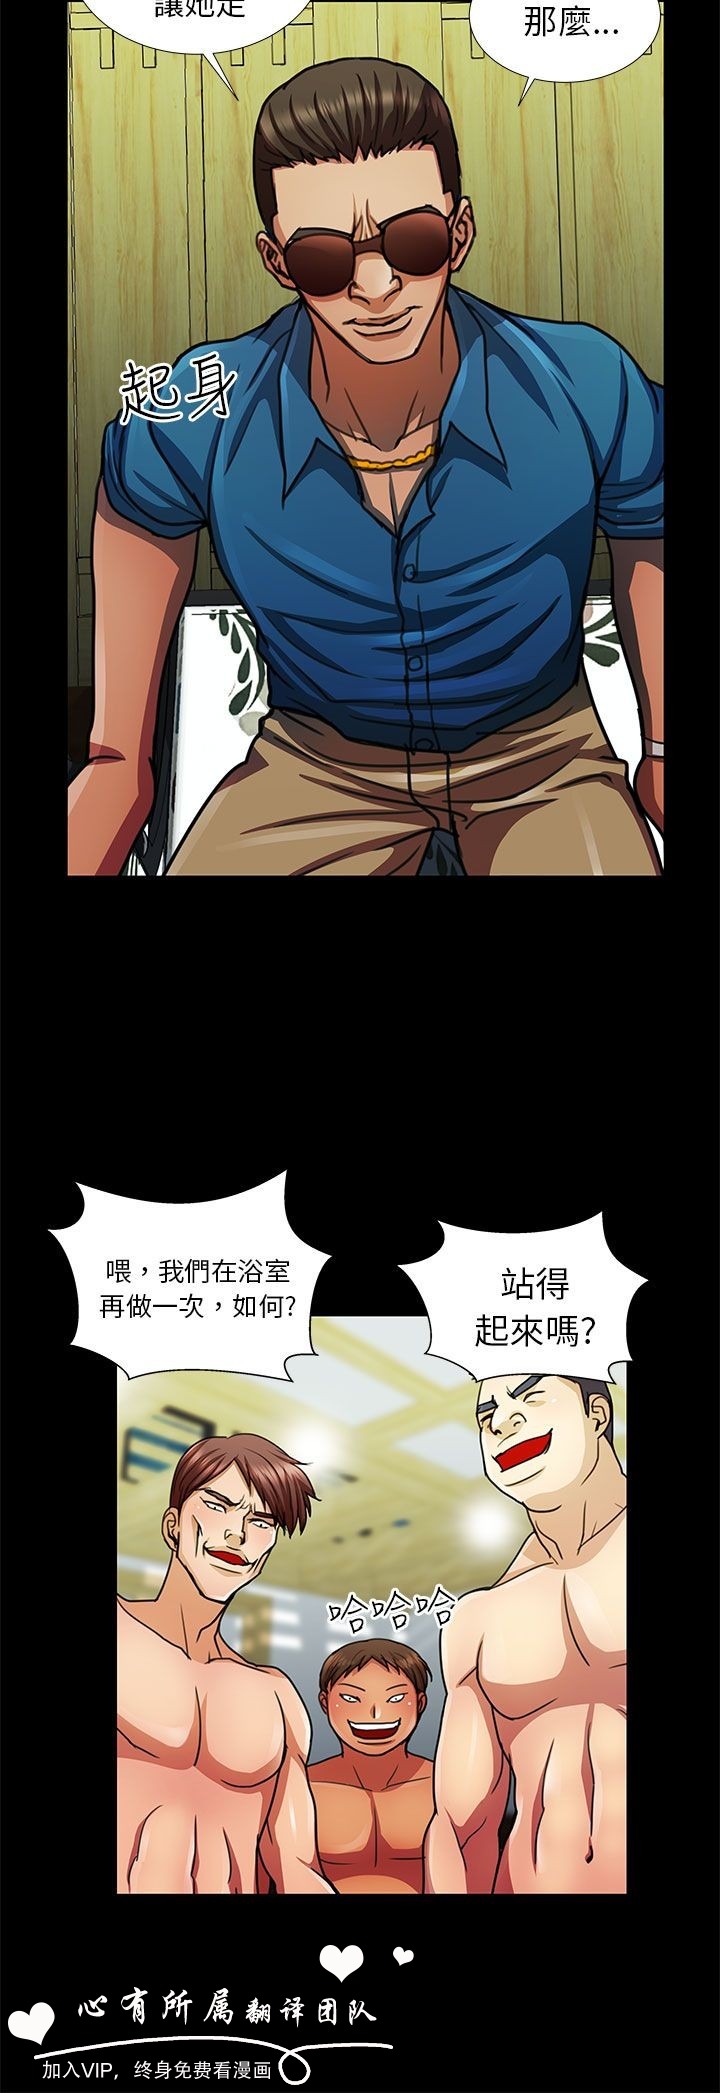 讓她走
那麼...
起身
喂，我們在浴室
再做一次，如何?
站得
起來嗎?
哈哈哈
心有所属翻译团队
加入VIP，终身免费看漫画